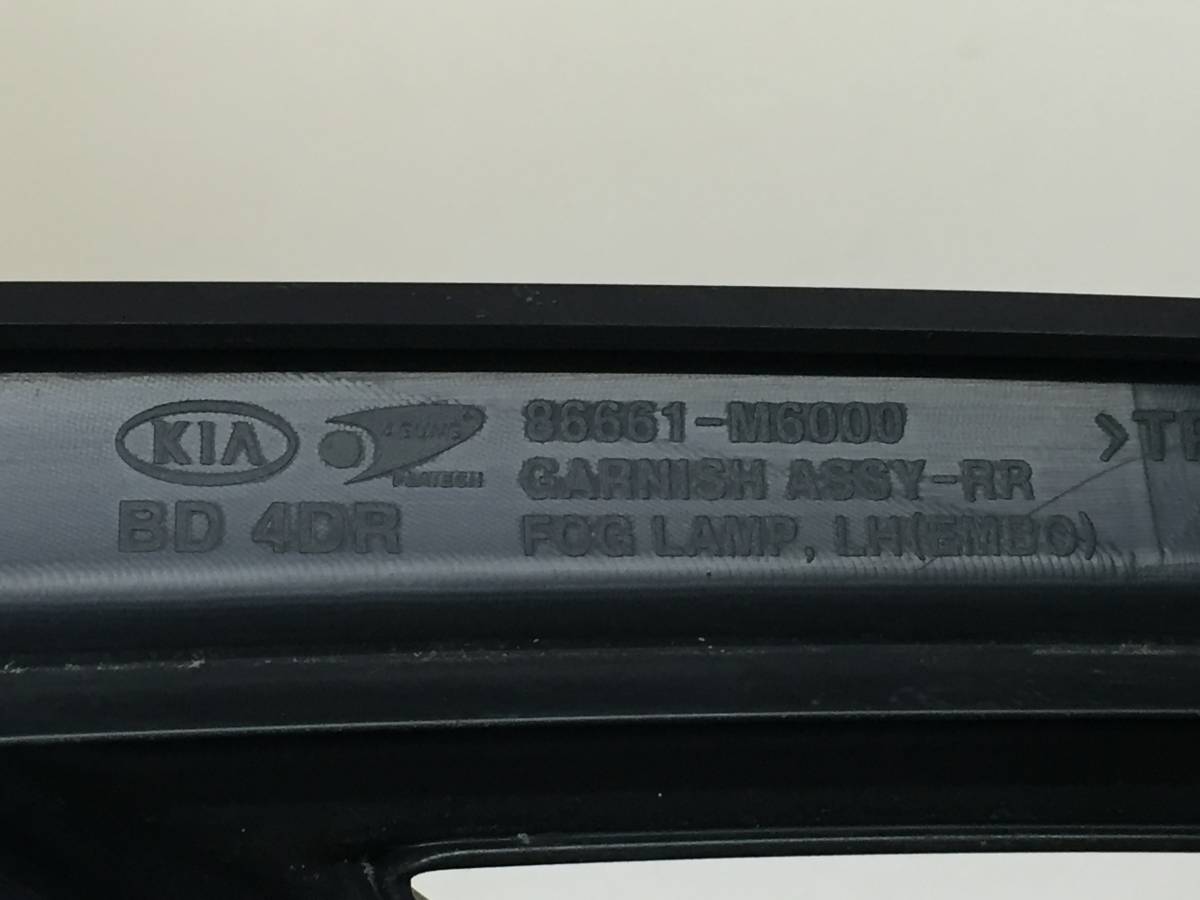 KIA
BD 4DR
86661-M6000
GARNISH ASSY-RR
FOG LAMP, LH(EMBO)